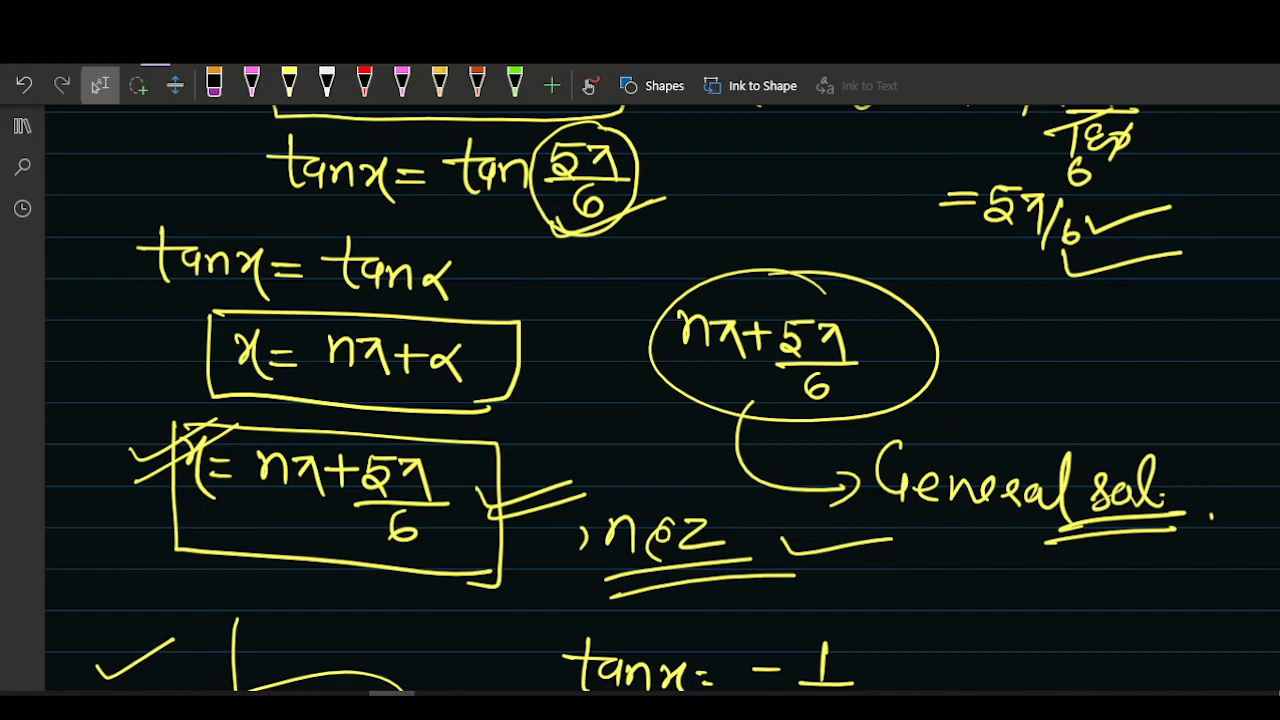 Shapes Ink to Shape Ink to Text
tanx = tan 5π/6
6
= 5π/6
tanx = tanα
x = nπ + α
nπ + 5π/6
x = nπ + 5π/6
General sol.
, n∈Z
tanx = - 1